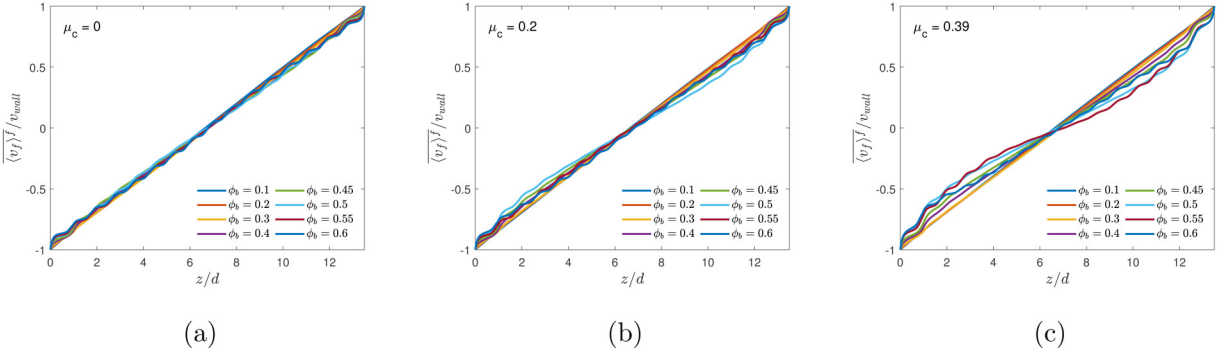 μc = 0
1
0.5
0
-0.5
-1
⟨v_f⟩^f / v_wall
ϕb = 0.1 ϕb = 0.45
ϕb = 0.2 ϕb = 0.5
ϕb = 0.3 ϕb = 0.55
ϕb = 0.4 ϕb = 0.6
0 2 4 6 8 10 12
z/d
(a)
μc = 0.2
1
0.5
0
-0.5
-1
⟨v_f⟩^f / v_wall
ϕb = 0.1 ϕb = 0.45
ϕb = 0.2 ϕb = 0.5
ϕb = 0.3 ϕb = 0.55
ϕb = 0.4 ϕb = 0.6
0 2 4 6 8 10 12
z/d
(b)
μc = 0.39
1
0.5
0
-0.5
-1
⟨v_f⟩^f / v_wall
ϕb = 0.1 ϕb = 0.45
ϕb = 0.2 ϕb = 0.5
ϕb = 0.3 ϕb = 0.55
ϕb = 0.4 ϕb = 0.6
0 2 4 6 8 10 12
z/d
(c)